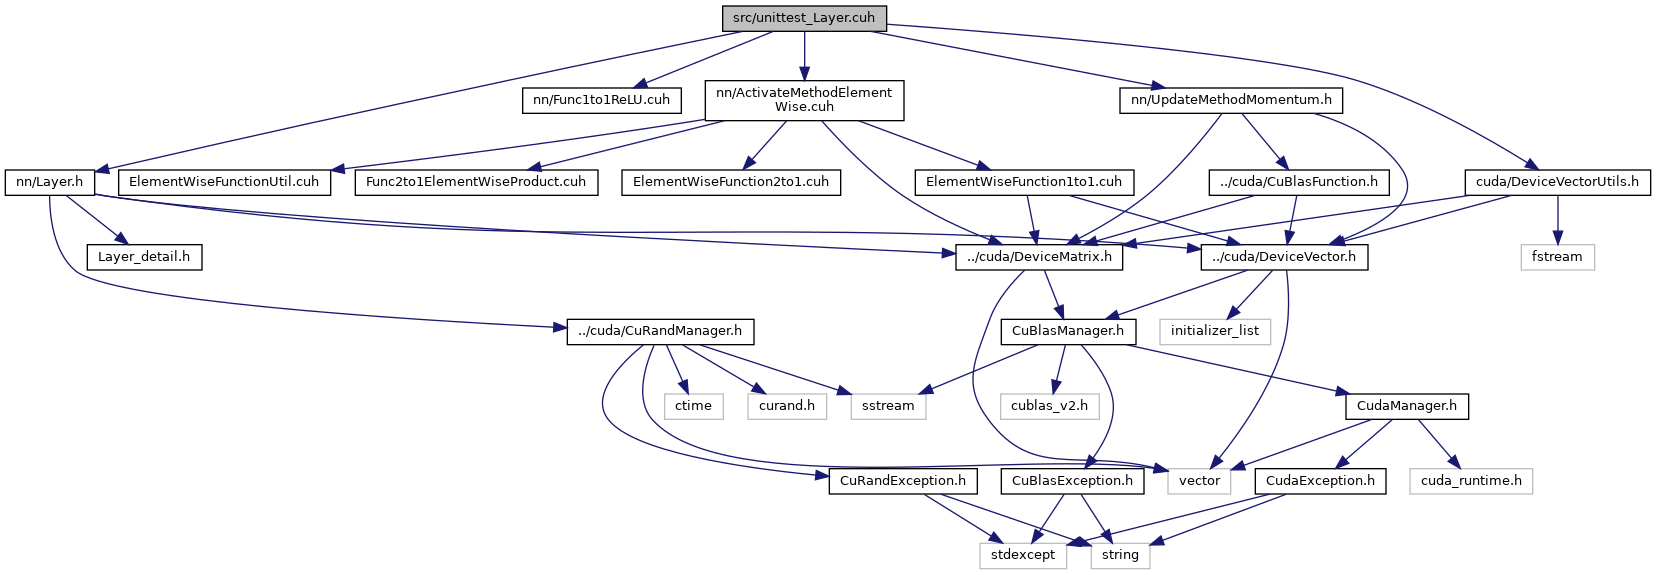 src/unittest_Layer.cuh
nn/Func1to1ReLU.cuh
nn/ActivateMethodElement
Wise.cuh
nn/UpdateMethodMomentum.h
nn/Layer.h
ElementWiseFunctionUtil.cuh
Func2to1ElementWiseProduct.cuh
ElementWiseFunction2to1.cuh
ElementWiseFunction1to1.cuh
../cuda/CuBlasFunction.h
cuda/DeviceVectorUtils.h
Layer_detail.h
../cuda/DeviceMatrix.h
../cuda/DeviceVector.h
fstream
../cuda/CuRandManager.h
CuBlasManager.h
initializer_list
ctime
curand.h
sstream
cublas_v2.h
CudaManager.h
CuRandException.h
CuBlasException.h
vector
CudaException.h
cuda_runtime.h
stdexcept
string